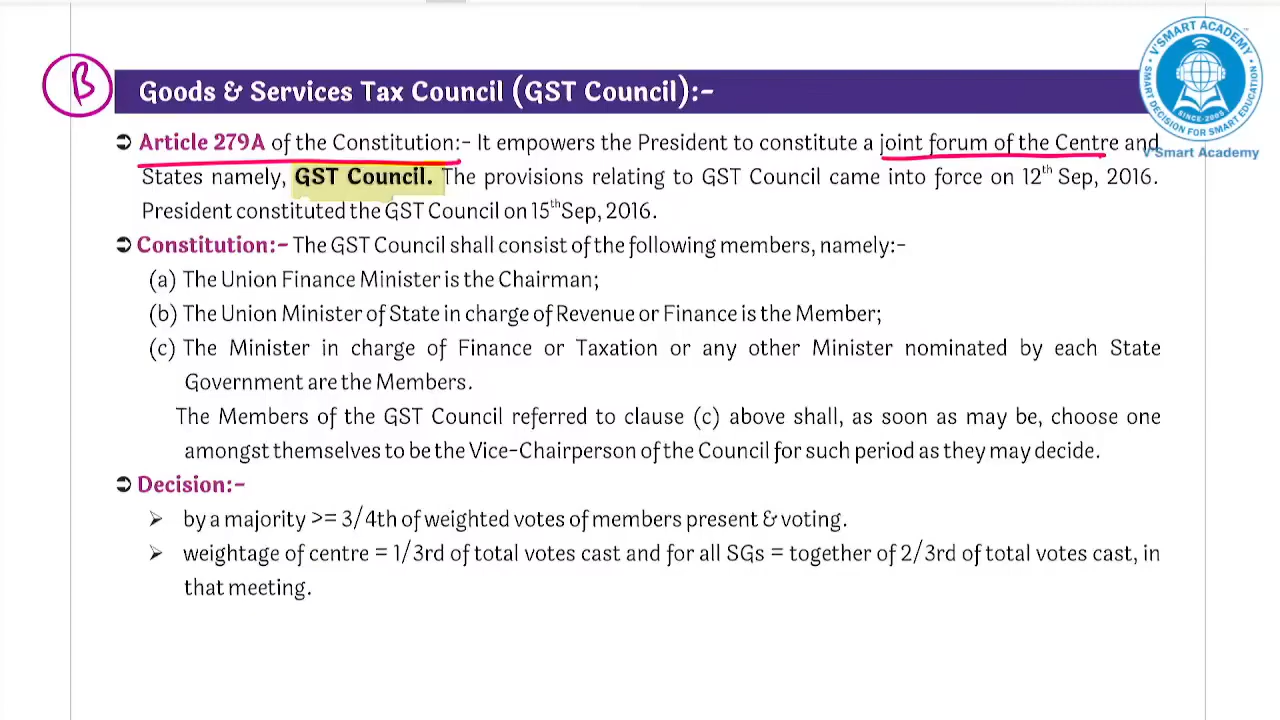 B
Goods & Services Tax Council (GST Council):-
V'SMART ACADEMY
SMART DECISION FOR SMART EDUCATION
SINCE-2005
V'Smart Academy
➲ Article 279A of the Constitution:- It empowers the President to constitute a joint forum of the Centre and
States namely, GST Council. The provisions relating to GST Council came into force on 12th Sep, 2016.
President constituted the GST Council on 15th Sep, 2016.
➲ Constitution:- The GST Council shall consist of the following members, namely:-
(a) The Union Finance Minister is the Chairman;
(b) The Union Minister of State in charge of Revenue or Finance is the Member;
(c) The Minister in charge of Finance or Taxation or any other Minister nominated by each State
Government are the Members.
The Members of the GST Council referred to clause (c) above shall, as soon as may be, choose one
amongst themselves to be the Vice-Chairperson of the Council for such period as they may decide.
➲ Decision:-
➢ by a majority >= 3/4th of weighted votes of members present & voting.
➢ weightage of centre = 1/3rd of total votes cast and for all SGs = together of 2/3rd of total votes cast, in
that meeting.